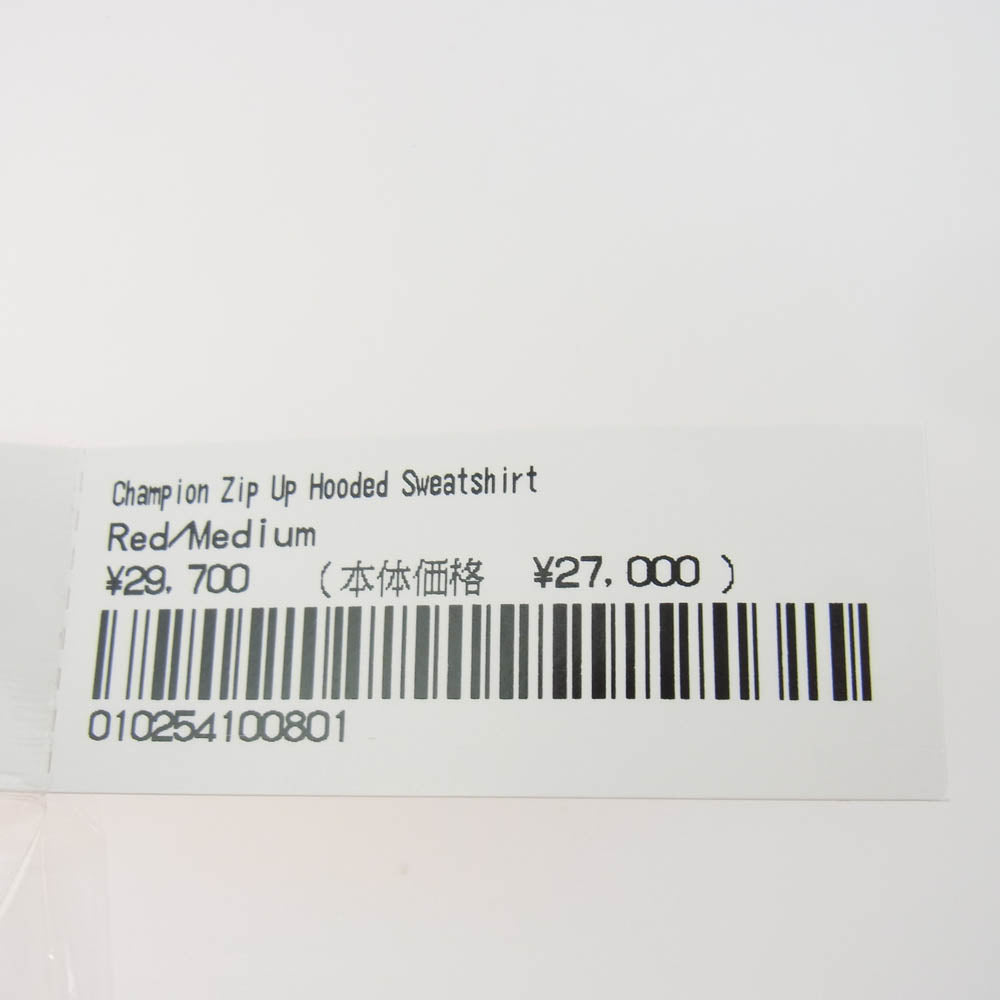 Champion Zip Up Hooded Sweatshirt
Red/Medium
¥29,700 (本体価格 ¥27,000)
010254100801